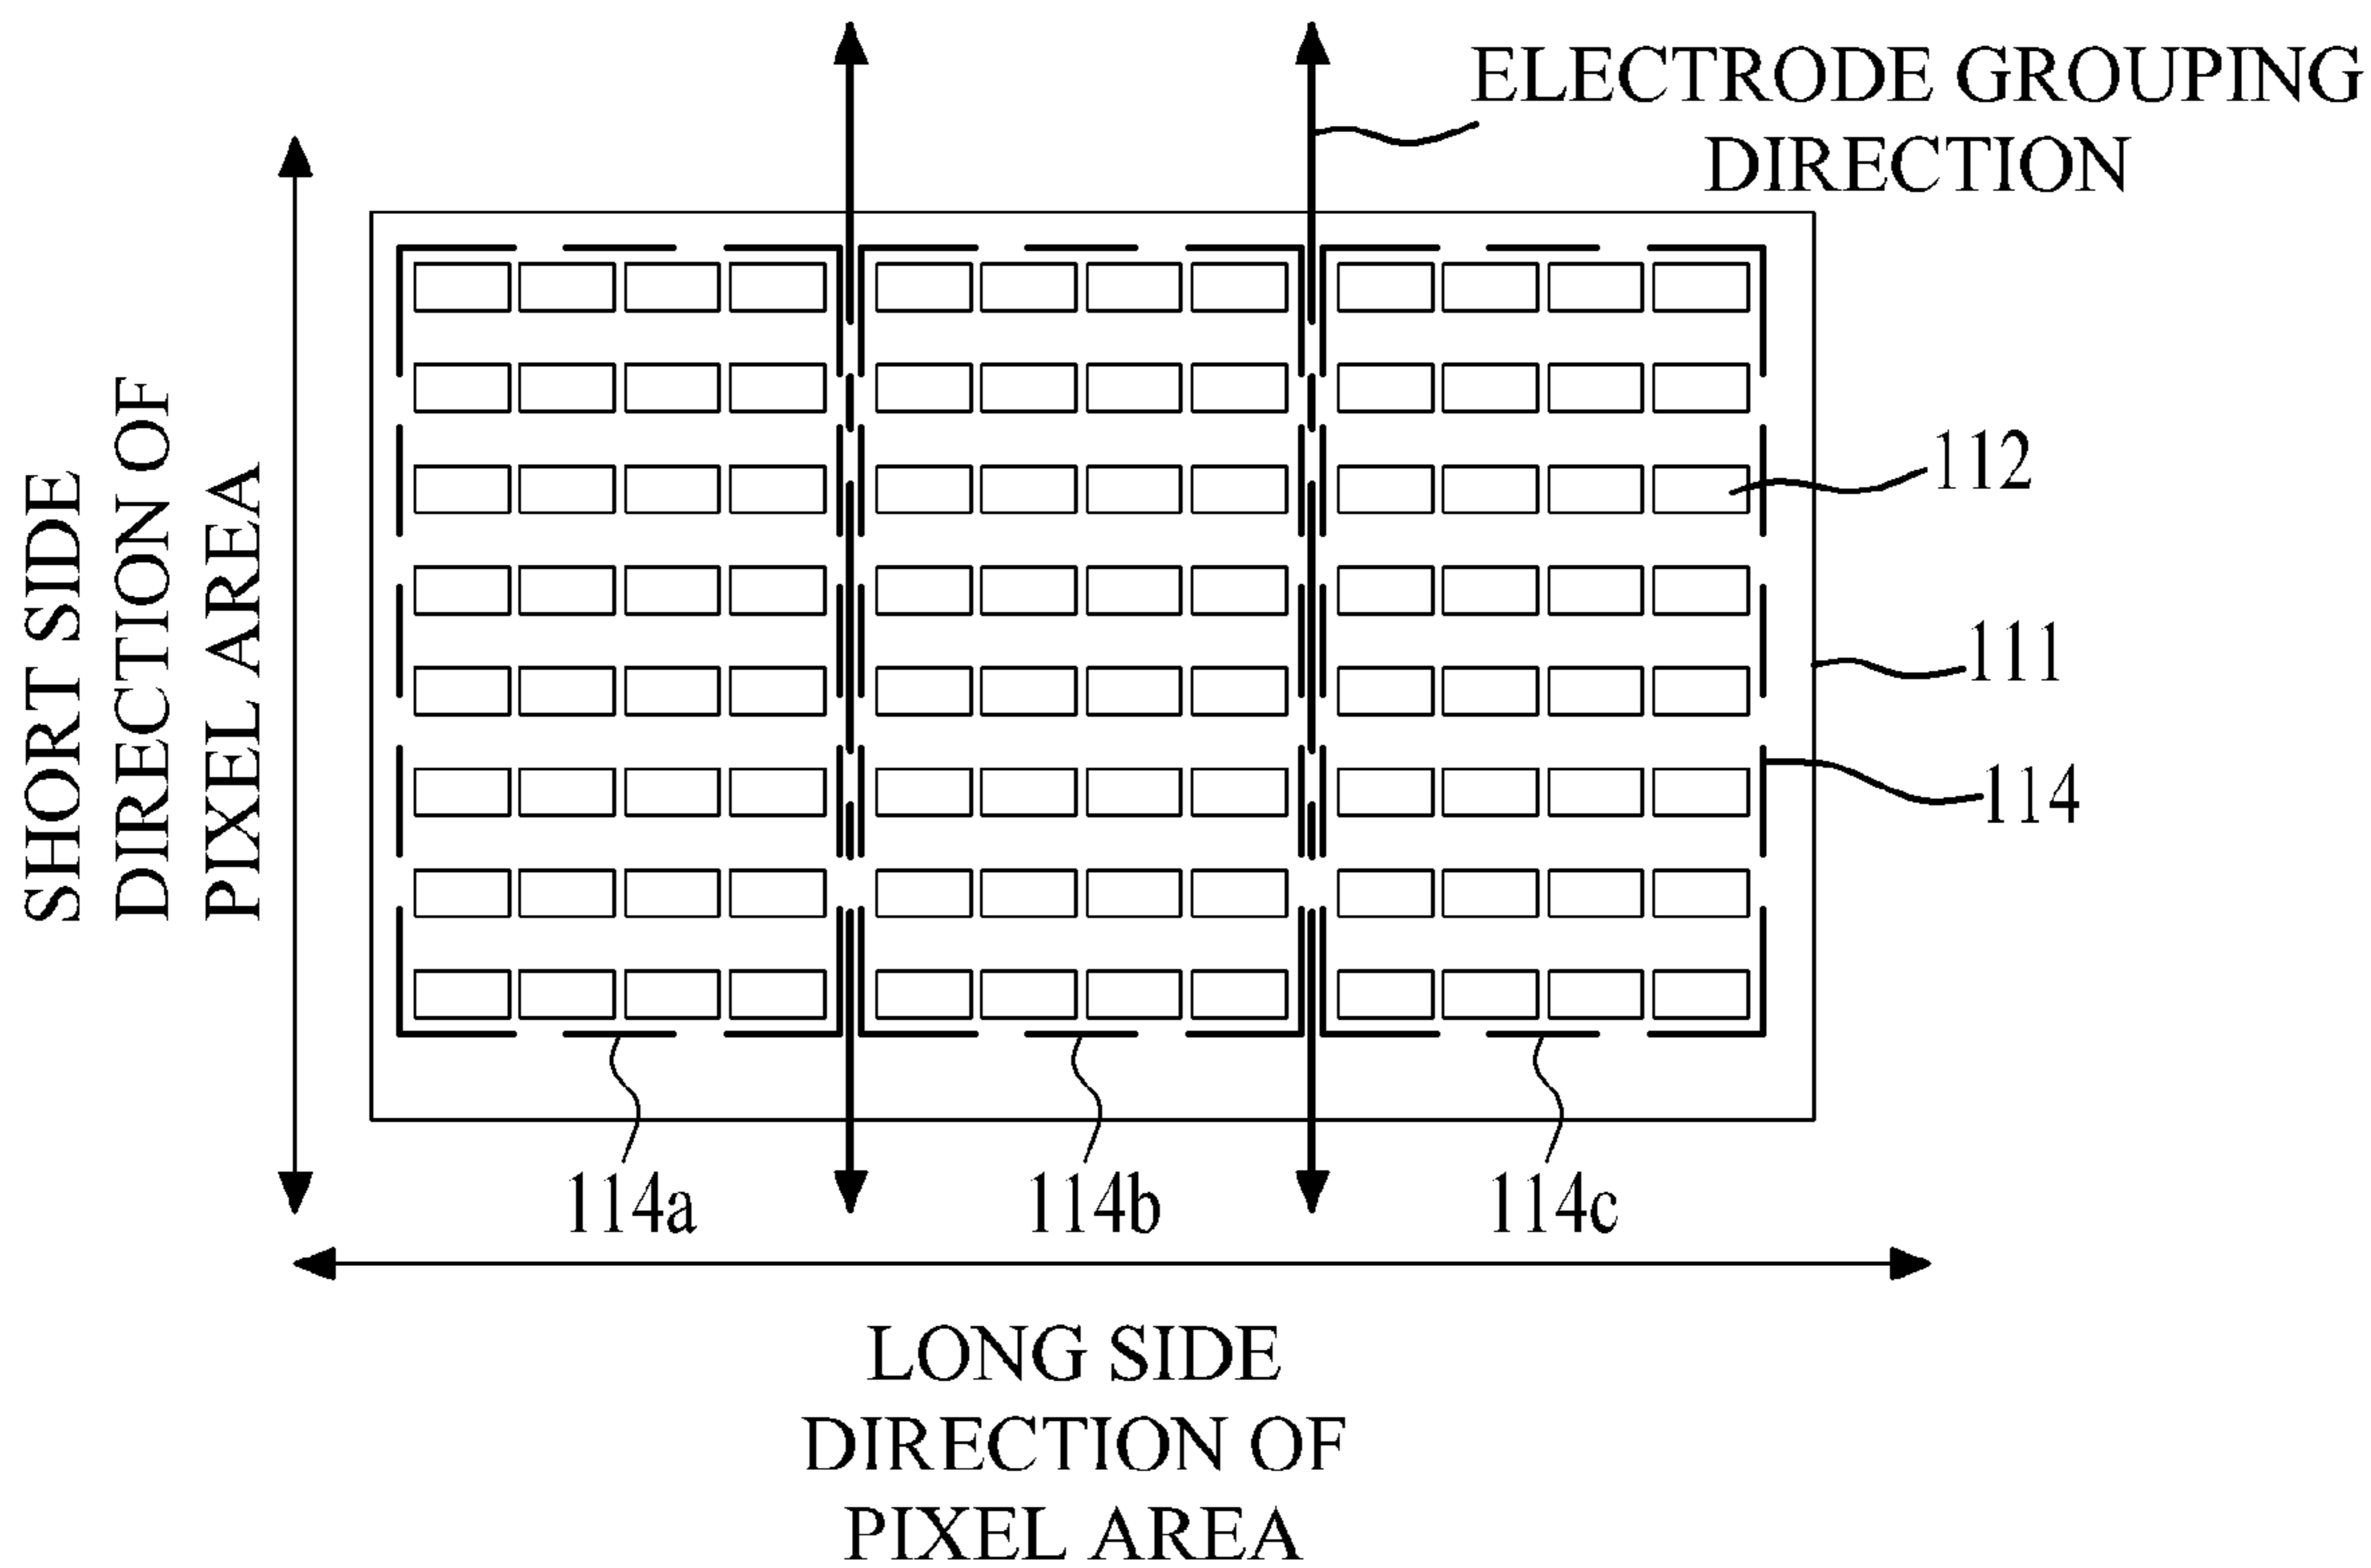 ELECTRODE GROUPING
DIRECTION
SHORT SIDE
DIRECTION OF
PIXEL AREA
112
111
114
114a
114b
114c
LONG SIDE
DIRECTION OF
PIXEL AREA